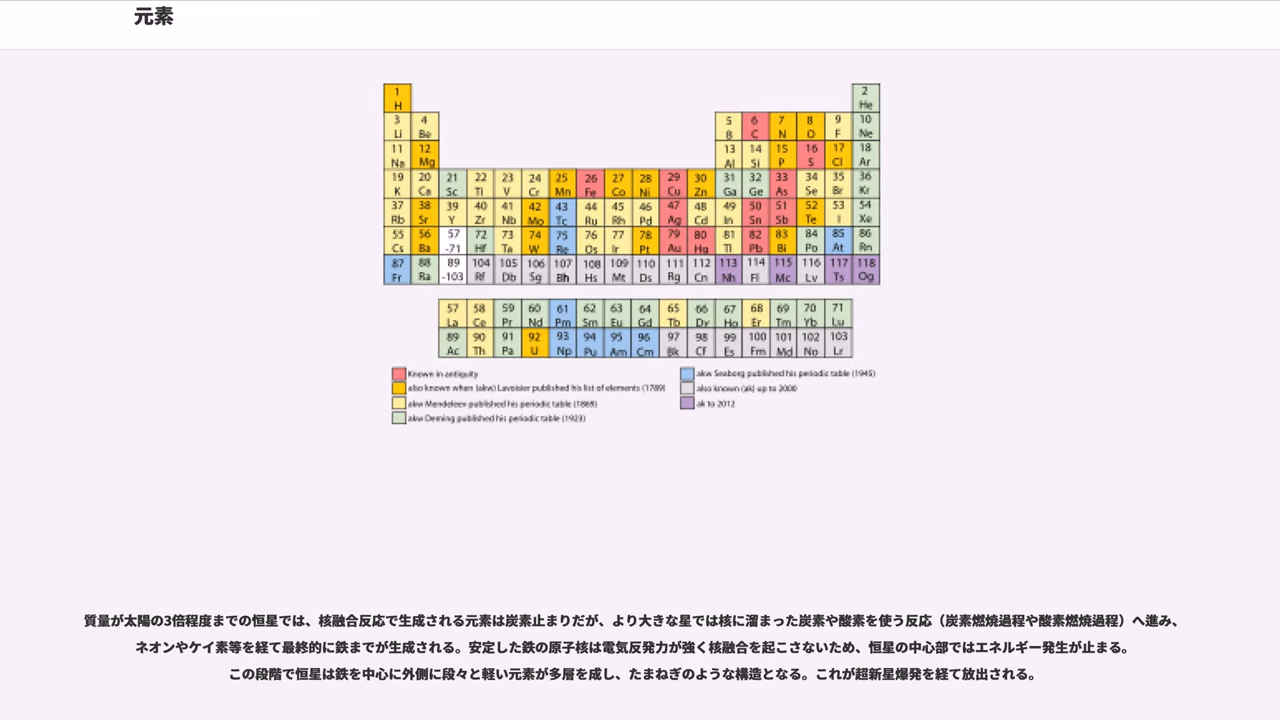 元素
1 2
H He
3 4 5 6 7 8 9 10
Li Be B C N O F Ne
11 12 13 14 15 16 17 18
Na Mg Al Si P S Cl Ar
19 20 21 22 23 24 25 26 27 28 29 30 31 32 33 34 35 36
K Ca Sc Ti V Cr Mn Fe Co Ni Cu Zn Ga Ge As Se Br Kr
37 38 39 40 41 42 43 44 45 46 47 48 49 50 51 52 53 54
Rb Sr Y Zr Nb Mo Tc Ru Rh Pd Ag Cd In Sn Sb Te I Xe
55 56 57 72 73 74 75 76 77 78 79 80 81 82 83 84 85 86
Cs Ba -71 Hf Ta W Re Os Ir Pt Au Hg Tl Pb Bi Po At Rn
87 88 89 104 105 106 107 108 109 110 111 112 113 114 115 116 117 118
Fr Ra -103 Rf Db Sg Bh Hs Mt Ds Rg Cn Nh Fl Mc Lv Ts Og
57 58 59 60 61 62 63 64 65 66 67 68 69 70 71
La Ce Pr Nd Pm Sm Eu Gd Tb Dy Ho Er Tm Yb Lu
89 90 91 92 93 94 95 96 97 98 99 100 101 102 103
Ac Th Pa U Np Pu Am Cm Bk Cf Es Fm Md No Lr
Known in antiquity
also known when (akw) Lavoisier published his list of elements (1789)
akw Mendeleev published his periodic table (1869)
akw Deming published his periodic table (1923)
akw Seaborg published his periodic table (1945)
also known (ak) up to 2000
ak to 2012
質量が太陽の3倍程度までの恒星では、核融合反応で生成される元素は炭素止まりだが、より大きな星では核に溜まった炭素や酸素を使う反応（炭素燃焼過程や酸素燃焼過程）へ進み、
ネオンやケイ素等を経て最終的に鉄までが生成される。安定した鉄の原子核は電気反発力が強く核融合を起こさないため、恒星の中心部ではエネルギー発生が止まる。
この段階で恒星は鉄を中心に外側に段々と軽い元素が多層を成し、たまねぎのような構造となる。これが超新星爆発を経て放出される。